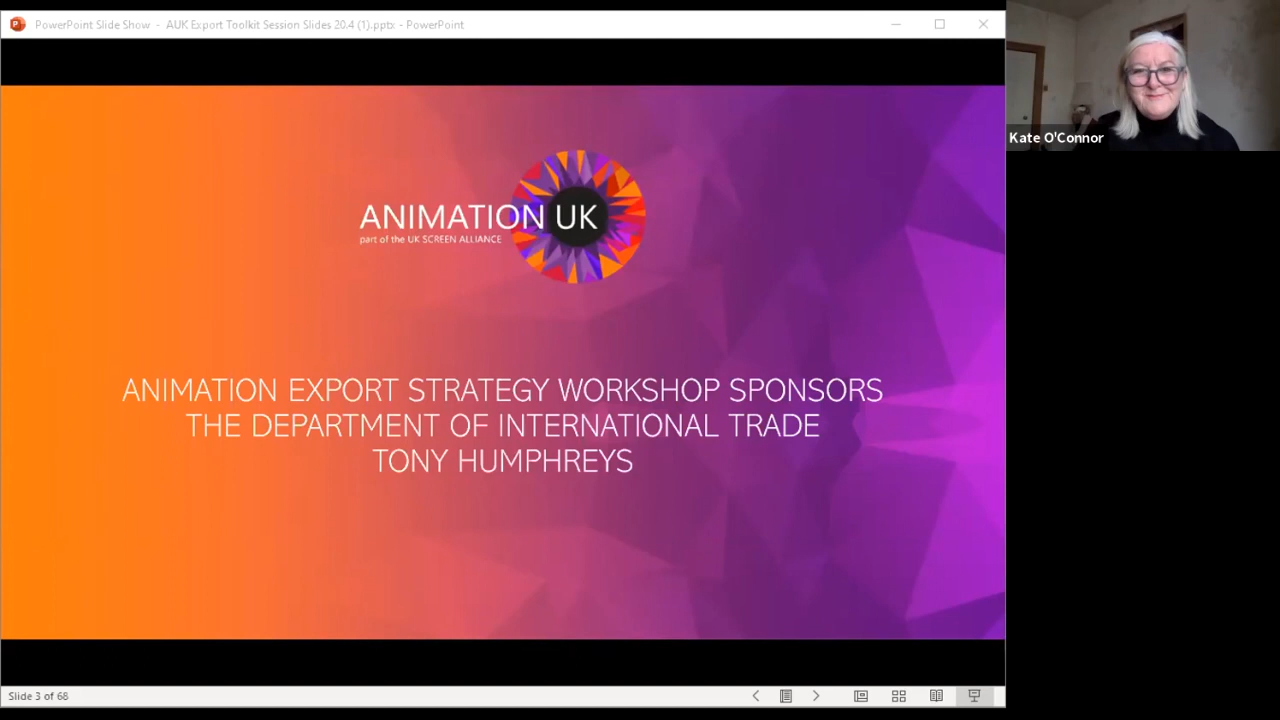 PowerPoint Slide Show - AUK Export Toolkit Session Slides 20.4 (1).pptx - PowerPoint
Kate O'Connor
ANIMATION UK
part of the UK SCREEN ALLIANCE
ANIMATION EXPORT STRATEGY WORKSHOP SPONSORS
THE DEPARTMENT OF INTERNATIONAL TRADE
TONY HUMPHREYS
Slide 3 of 68